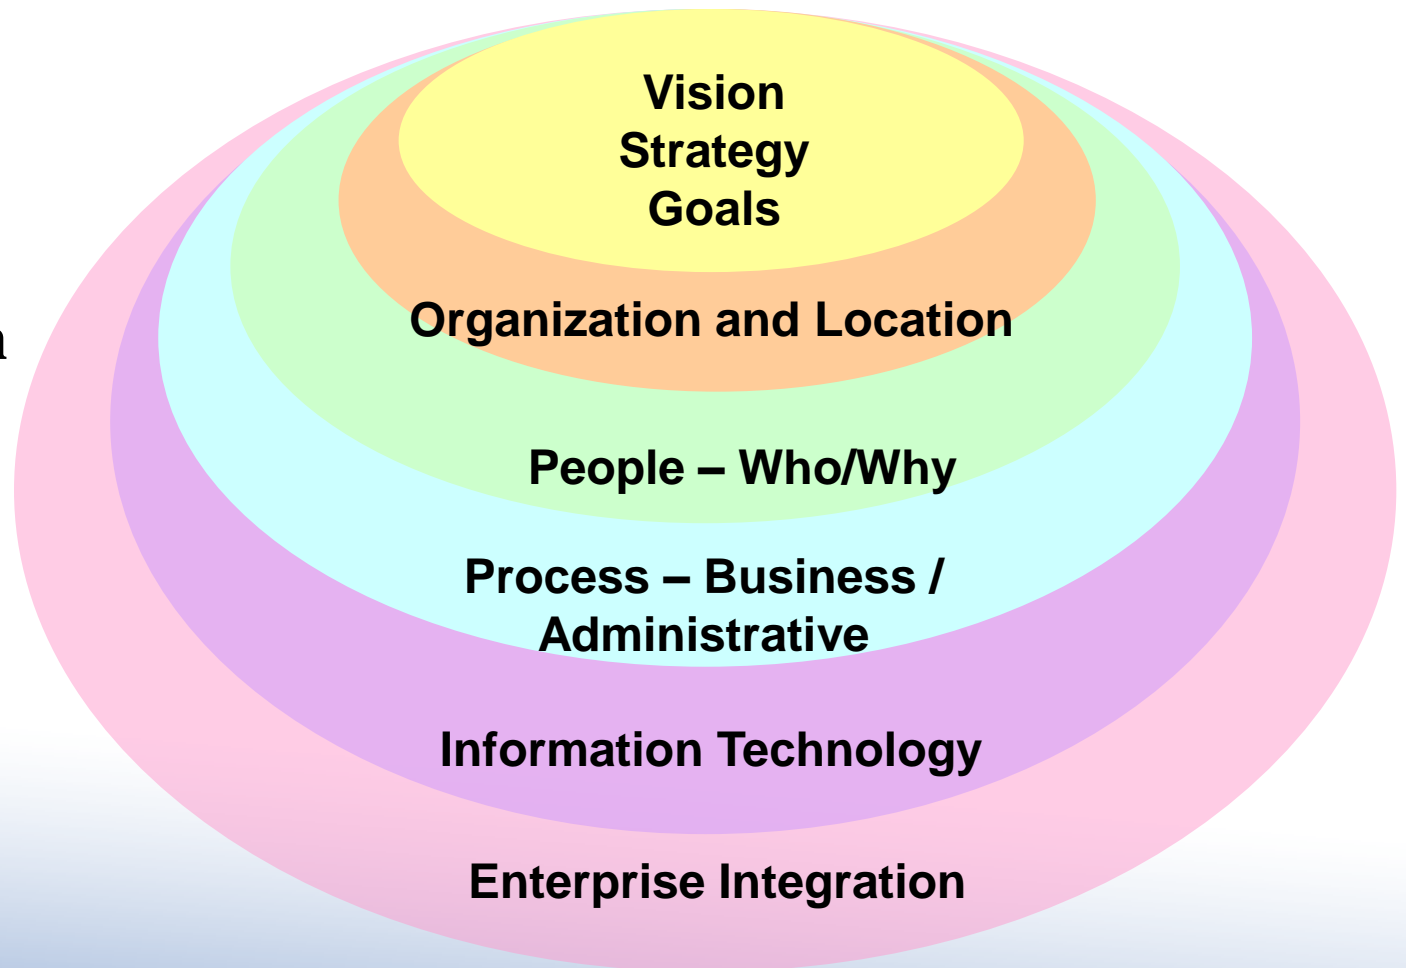 Vision
Strategy
Goals
Organization and Location
People – Who/Why
Process – Business /
Administrative
Information Technology
Enterprise Integration